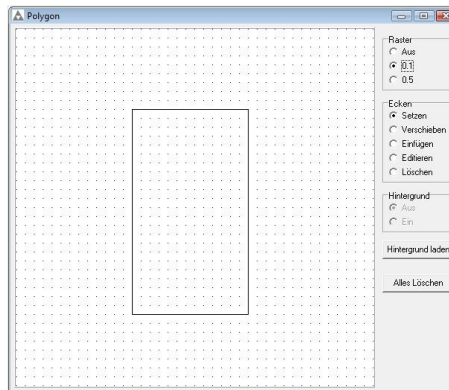 Polygon
Raster
Aus
0.1
0.5
Ecken
Setzen
Verschieben
Einfügen
Editieren
Löschen
Hintergrund
Aus
Ein
Hintergrund laden
Alles Löschen